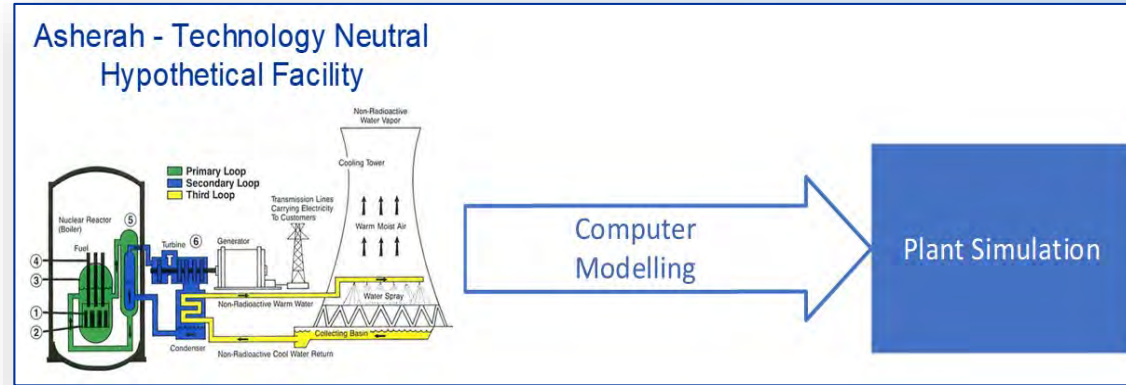 Asherah - Technology Neutral
Hypothetical Facility
Non-Radioactive
Water Vapor
Cooling Tower
Primary Loop
Secondary Loop
Third Loop
Transmission Lines
Carrying Electricity
To Customers
Nuclear Reactor
(Boiler)
Fuel
⑤
Turbine
⑥
Generator
Warm Moist Air
④
③
①
②
Water Spray
Non-Radioactive Warm Water
Collecting Basin
Condenser
Non-Radioactive Cool Water Return
Computer
Modelling
Plant Simulation